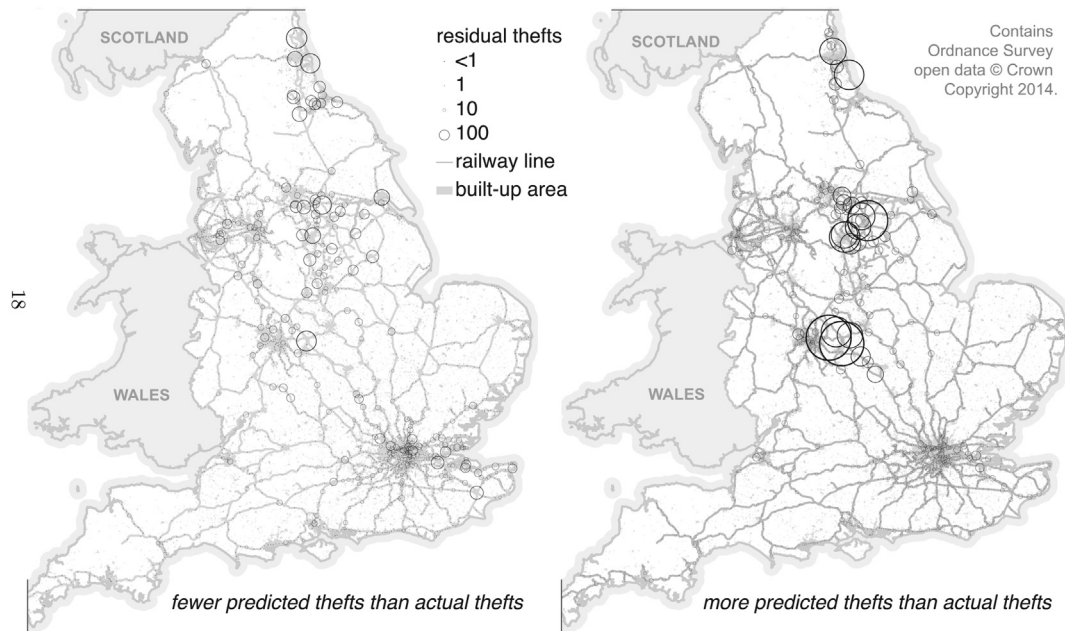 SCOTLAND
residual thefts
<1
1
10
100
railway line
built-up area
WALES
fewer predicted thefts than actual thefts
SCOTLAND
Contains
Ordnance Survey
open data © Crown
Copyright 2014.
WALES
more predicted thefts than actual thefts
18